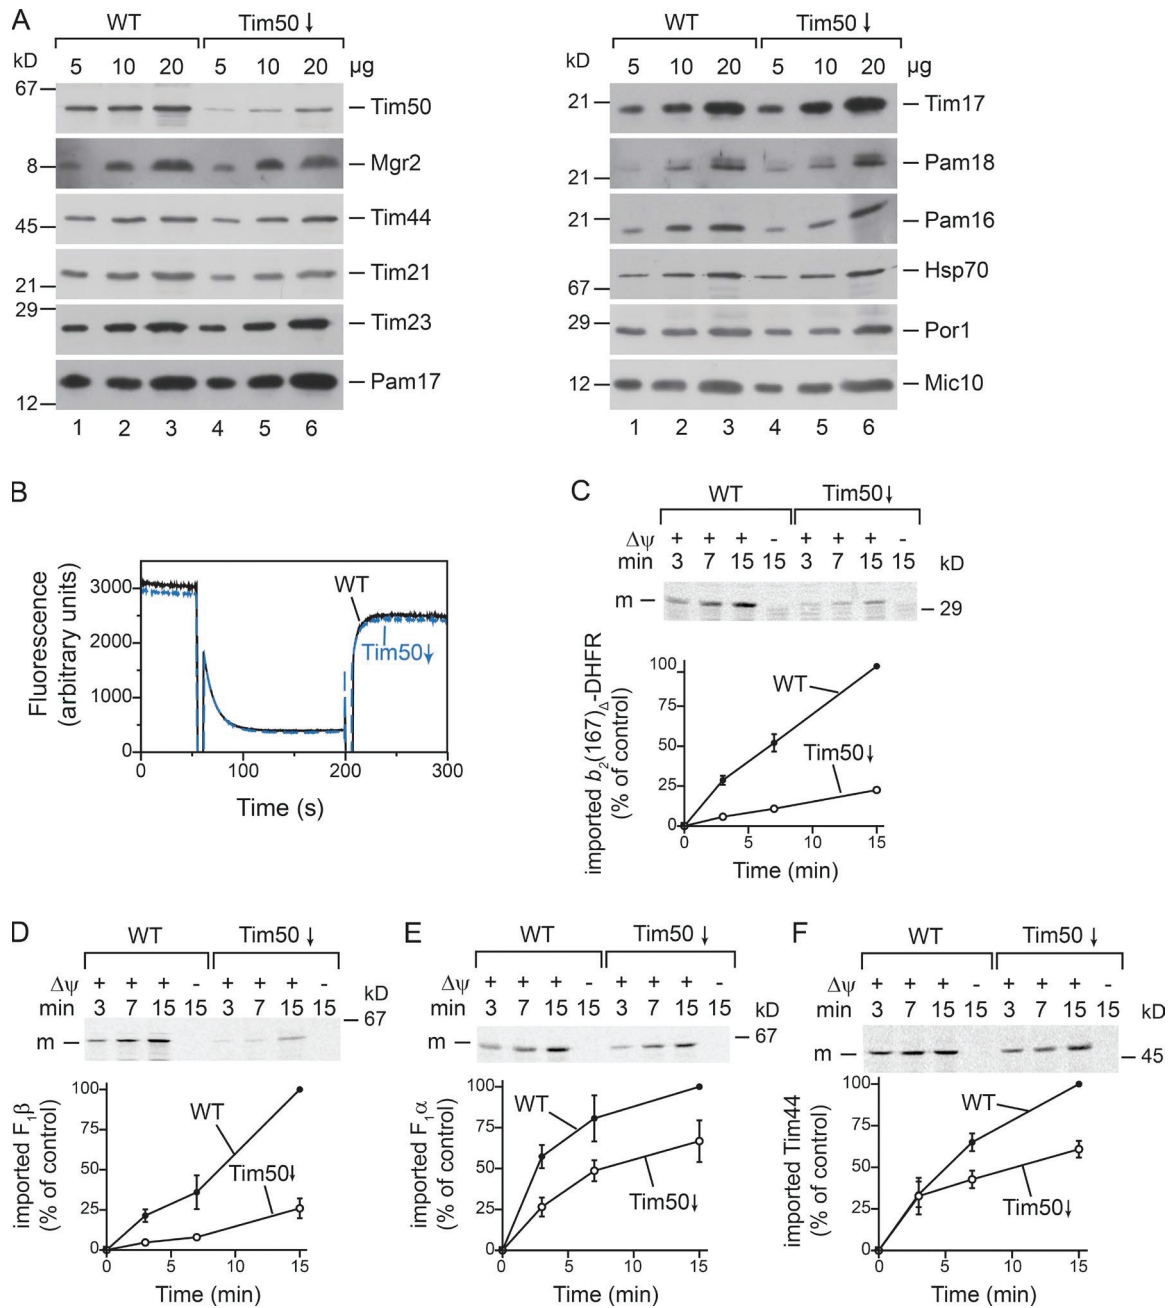 A
WT Tim50↓
kD 5 10 20 5 10 20 µg
67
Tim50
8
Mgr2
45
Tim44
21
Tim21
29
Tim23
12
Pam17
1 2 3 4 5 6
WT Tim50↓
kD 5 10 20 5 10 20 µg
21
Tim17
21
Pam18
21
Pam16
67
Hsp70
29
Por1
12
Mic10
1 2 3 4 5 6
B
Fluorescence
(arbitrary units)
3000
2000
1000
0
WT
Tim50↓
0 100 200 300
Time (s)
C
WT Tim50↓
Δψ + + + - + + + -
min 3 7 15 15 3 7 15 15 kD
m
29
imported b2(167)Δ-DHFR
(% of control)
100
75
50
25
0
WT
Tim50↓
0 5 10 15
Time (min)
D
WT Tim50↓
Δψ + + + - + + +
min 3 7 15 15 3 7 15 15 kD
67
m
imported F1β
(% of control)
100
75
50
25
0
WT
Tim50↓
0 5 10 15
Time (min)
E
WT Tim50↓
Δψ + + + - + + + -
min 3 7 15 15 3 7 15 15 kD
67
m
imported F1α
(% of control)
100
75
50
25
0
WT
Tim50↓
0 5 10 15
Time (min)
F
WT Tim50↓
Δψ + + + - + + + -
min 3 7 15 15 3 7 15 15 kD
m
45
imported Tim44
(% of control)
100
75
50
25
0
WT
Tim50↓
0 5 10 15
Time (min)